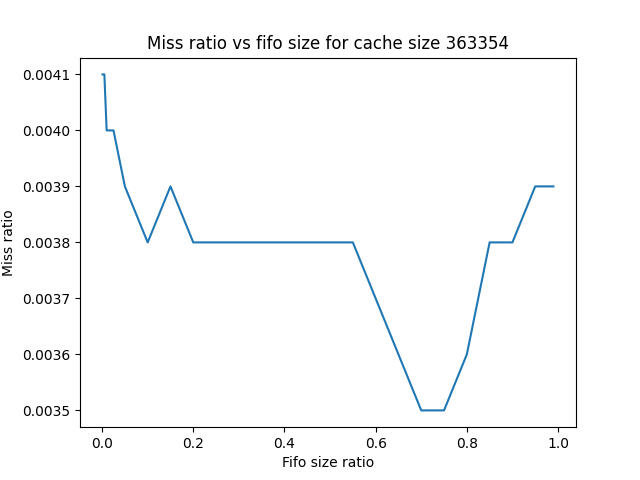 Miss ratio vs fifo size for cache size 363354
Miss ratio
0.0041
0.0040
0.0039
0.0038
0.0037
0.0036
0.0035
0.0 0.2 0.4 0.6 0.8 1.0
Fifo size ratio